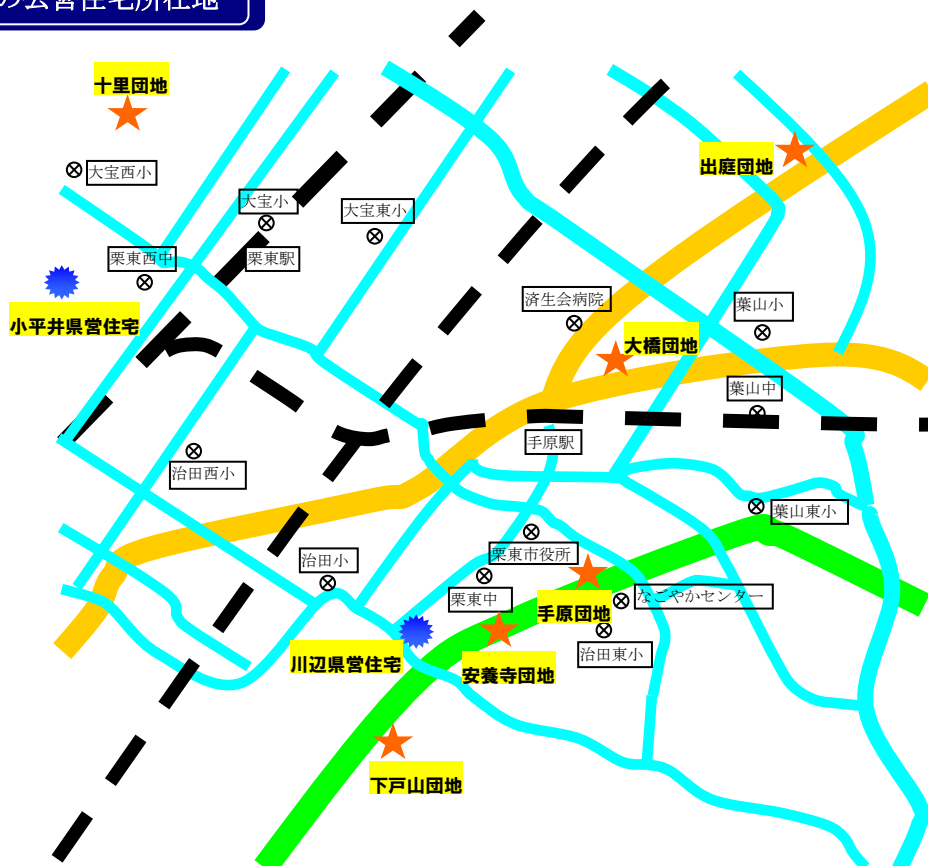 の公営住宅所在地
十里団地
出庭団地
大宝西小
大宝小
大宝東小
栗東西中
栗東駅
済生会病院
葉山小
小平井県営住宅
大橋団地
葉山中
手原駅
治田西小
葉山東小
治田小
栗東市役所
栗東中
なごやかセンター
手原団地
治田東小
川辺県営住宅
安養寺団地
下戸山団地